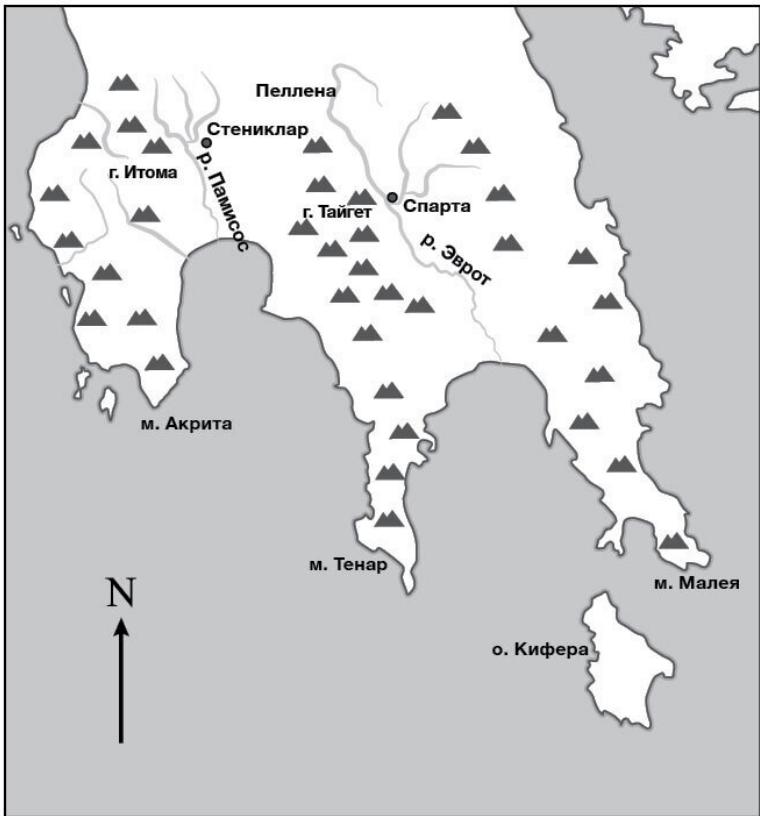 Пеллена
Стениклар
г. Итома
р. Памисос
г. Тайгет
Спарта
р. Эврот
м. Акрита
м. Тенар
м. Малея
N
о. Кифера